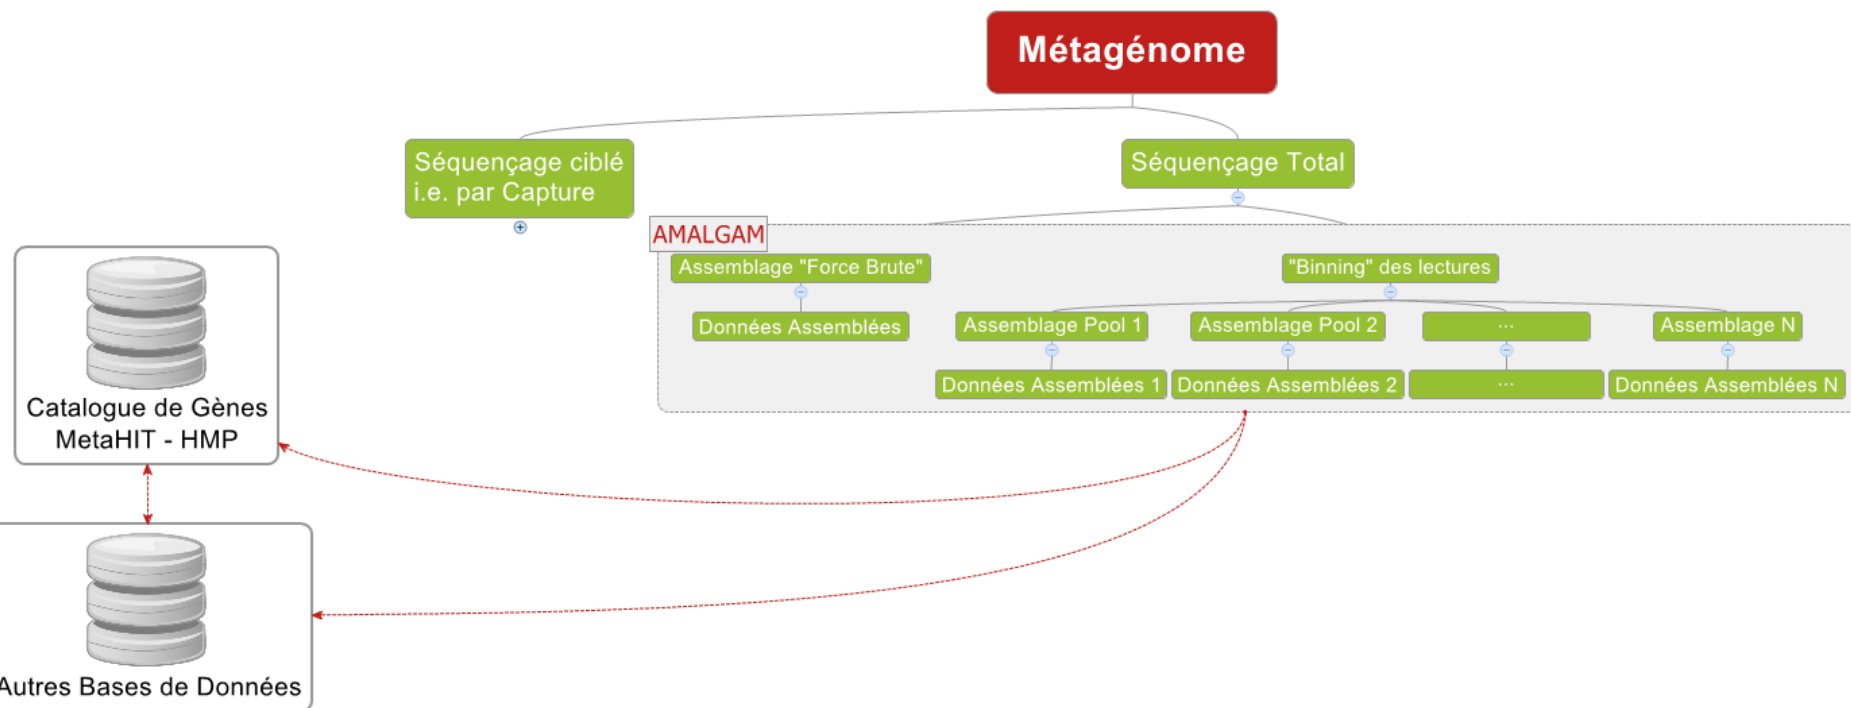 Métagénome
Séquençage ciblé
i.e. par Capture
Séquençage Total
AMALGAM
Assemblage "Force Brute"
"Binning" des lectures
Données Assemblées
Assemblage Pool 1
Assemblage Pool 2
...
Assemblage N
Données Assemblées 1
Données Assemblées 2
...
Données Assemblées N
Catalogue de Gènes
MetaHIT - HMP
Autres Bases de Données